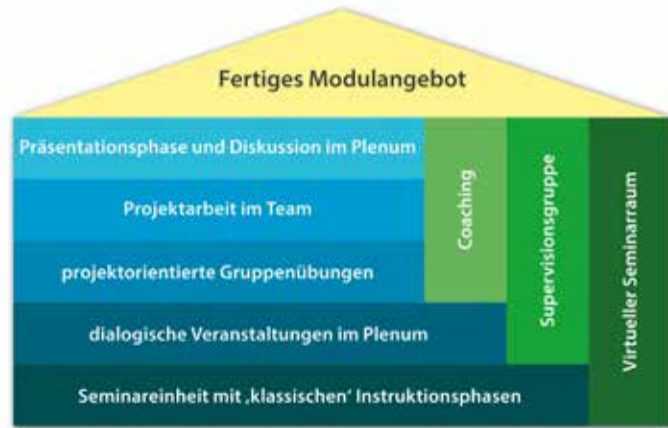 Fertiges Modulangebot
Präsentationsphase und Diskussion im Plenum
Projektarbeit im Team
projektorientierte Gruppenübungen
dialogische Veranstaltungen im Plenum
Seminareinheit mit ‚klassischen‘ Instruktionsphasen
Coaching
Supervisionsgruppe
Virtueller Seminarraum